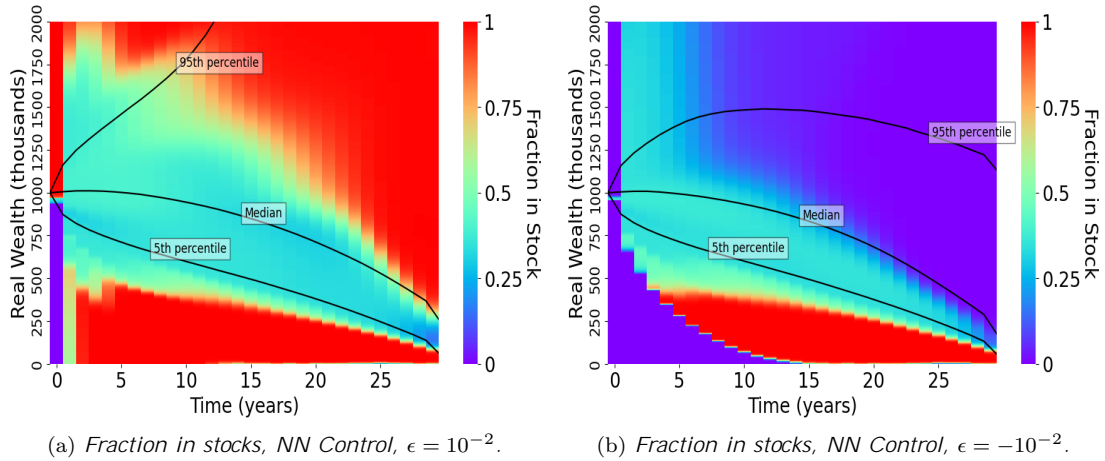 2000
1750
1500
1250
1000
750
500
250
0
Real Wealth (thousands)
95th percentile
Median
5th percentile
0 5 10 15 20 25
Time (years)
1
0.75
0.5
0.25
0
Fraction in Stock
(a) Fraction in stocks, NN Control, ϵ = 10⁻².
2000
1750
1500
1250
1000
750
500
250
0
Real Wealth (thousands)
95th percentile
Median
5th percentile
0 5 10 15 20 25
Time (years)
1
0.75
0.5
0.25
0
Fraction in Stock
(b) Fraction in stocks, NN Control, ϵ = −10⁻².